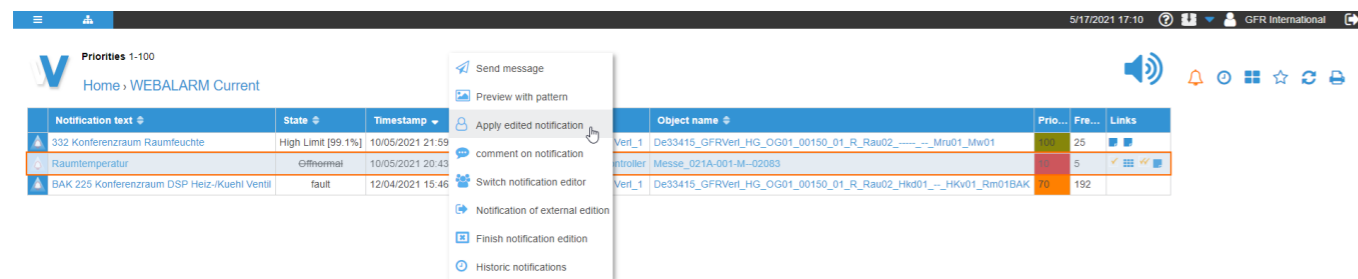 5/17/2021 17:10 GFR International
Priorities 1-100
Home › WEBALARM Current
Send message
Preview with pattern
Apply edited notification
comment on notification
Switch notification editor
Notification of external edition
Finish notification edition
Historic notifications
Notification text State Timestamp Object name Prio... Fre... Links
332 Konferenzraum Raumfeuchte High Limit [99.1%] 10/05/2021 21:59 Verl_1 De33415_GFRVerl_HG_OG01_00150_01_R_Rau02_-----_--_Mru01_Mw01 100 25
Raumtemperatur Offnormal 10/05/2021 20:43 ntroller Messe_021A-001-M--02083 10 5
BAK 225 Konferenzraum DSP Heiz-/Kuehl Ventil fault 12/04/2021 15:46 Verl_1 De33415_GFRVerl_HG_OG01_00150_01_R_Rau02_Hkd01_--_HKv01_Rm01BAK 70 192